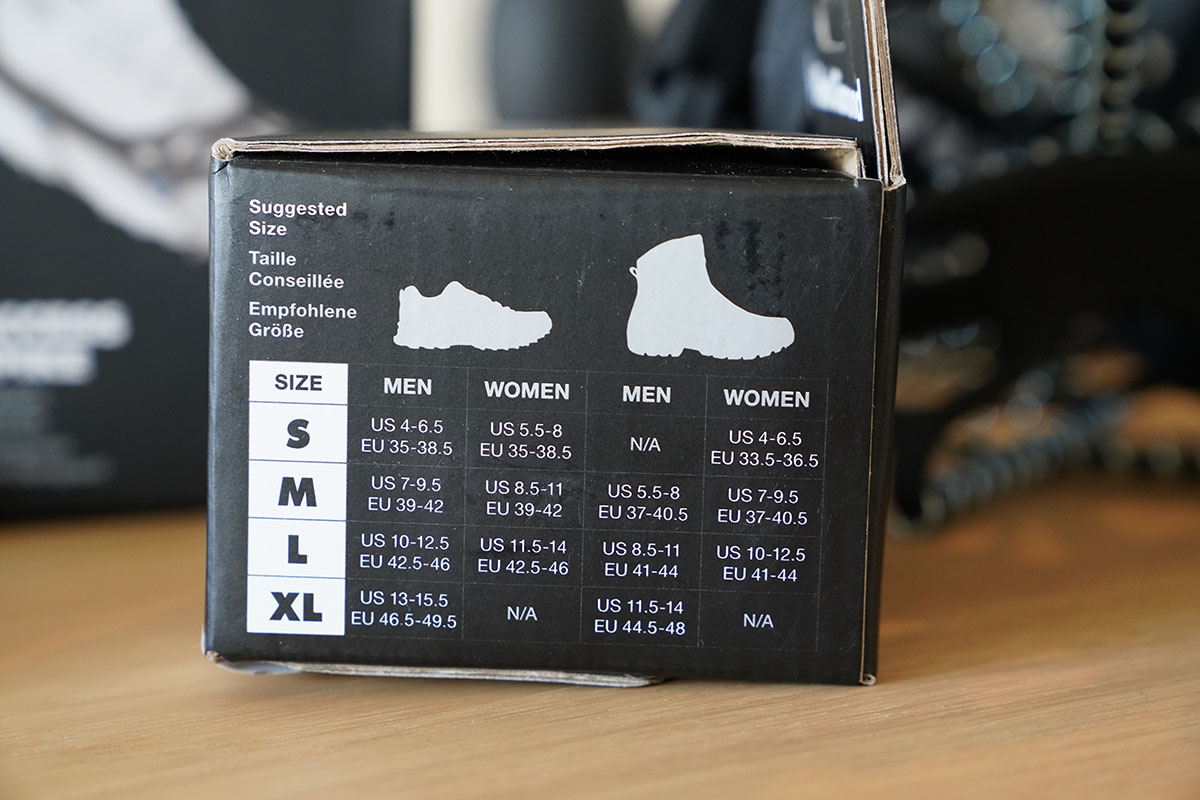 Suggested
Size
Taille
Conseillée
Empfohlene
Größe
SIZE MEN WOMEN MEN WOMEN
S US 4-6.5 US 5.5-8 N/A US 4-6.5
EU 35-38.5 EU 35-38.5 EU 33.5-36.5
M US 7-9.5 US 8.5-11 US 5.5-8 US 7-9.5
EU 39-42 EU 39-42 EU 37-40.5 EU 37-40.5
L US 10-12.5 US 11.5-14 US 8.5-11 US 10-12.5
EU 42.5-46 EU 42.5-46 EU 41-44 EU 41-44
XL US 13-15.5 N/A US 11.5-14 N/A
EU 46.5-49.5 EU 44.5-48